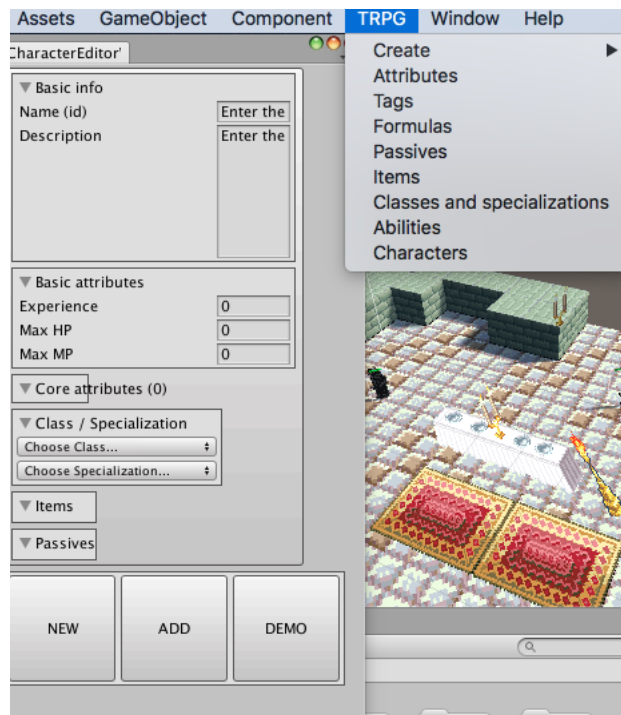 Assets GameObject Component TRPG Window Help
CharacterEditor'
Create
Attributes
Tags
Formulas
Passives
Items
Classes and specializations
Abilities
Characters
Basic info
Name (id) Enter the
Description Enter the
Basic attributes
Experience 0
Max HP 0
Max MP 0
Core attributes (0)
Class / Specialization
Choose Class...
Choose Specialization...
Items
Passives
NEW ADD DEMO